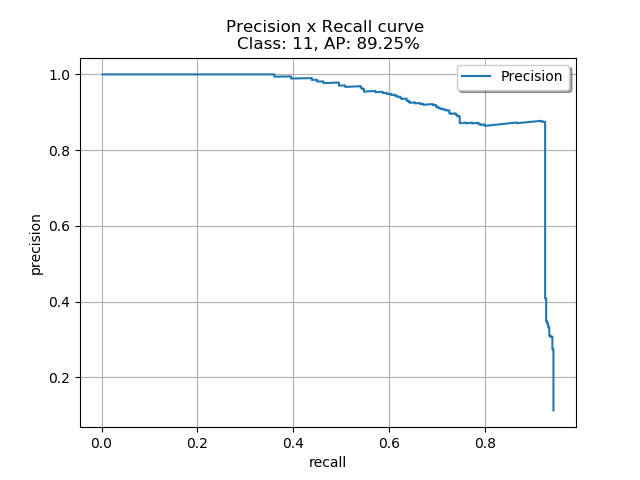 Precision x Recall curve
Class: 11, AP: 89.25%
Precision
1.0
0.8
0.6
0.4
0.2
precision
0.0 0.2 0.4 0.6 0.8
recall